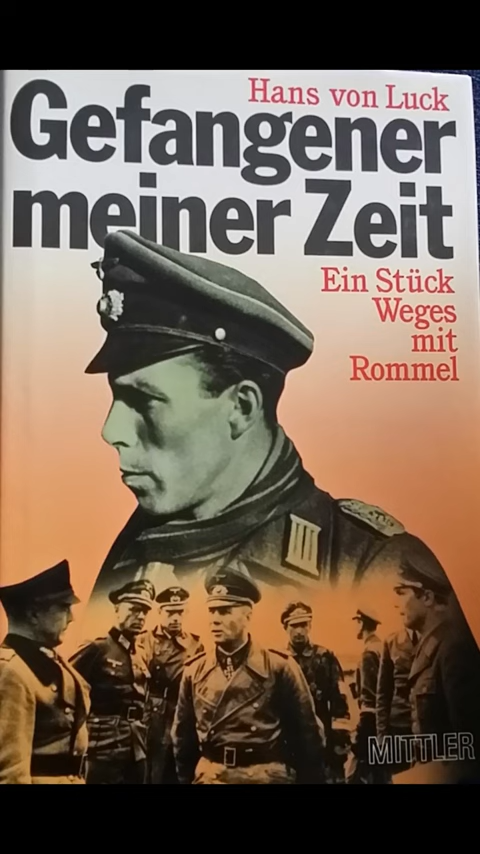 Hans von Luck
Gefangener
meiner Zeit
Ein Stück
Weges
mit
Rommel
MITTLER